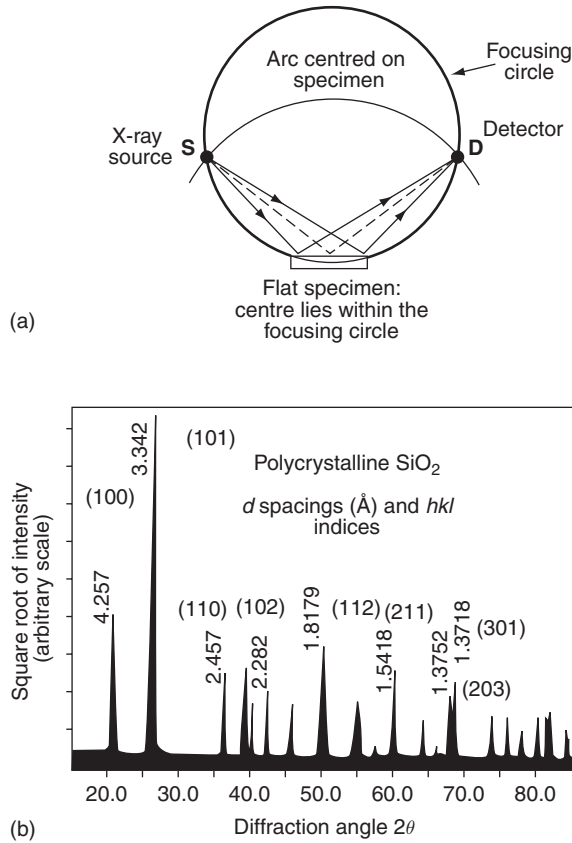 Arc centred on
specimen
Focusing
circle
X-ray
source
S
D
Detector
Flat specimen:
centre lies within the
focusing circle
(a)
Square root of intensity
(arbitrary scale)
Polycrystalline SiO₂
d spacings (Å) and hkl
indices
(100)
4.257
3.342
(101)
(110)
2.457
(102)
2.282
1.8179
(112)
(211)
1.5418
1.3752
1.3718
(301)
(203)
20.0 30.0 40.0 50.0 60.0 70.0 80.0
Diffraction angle 2θ
(b)